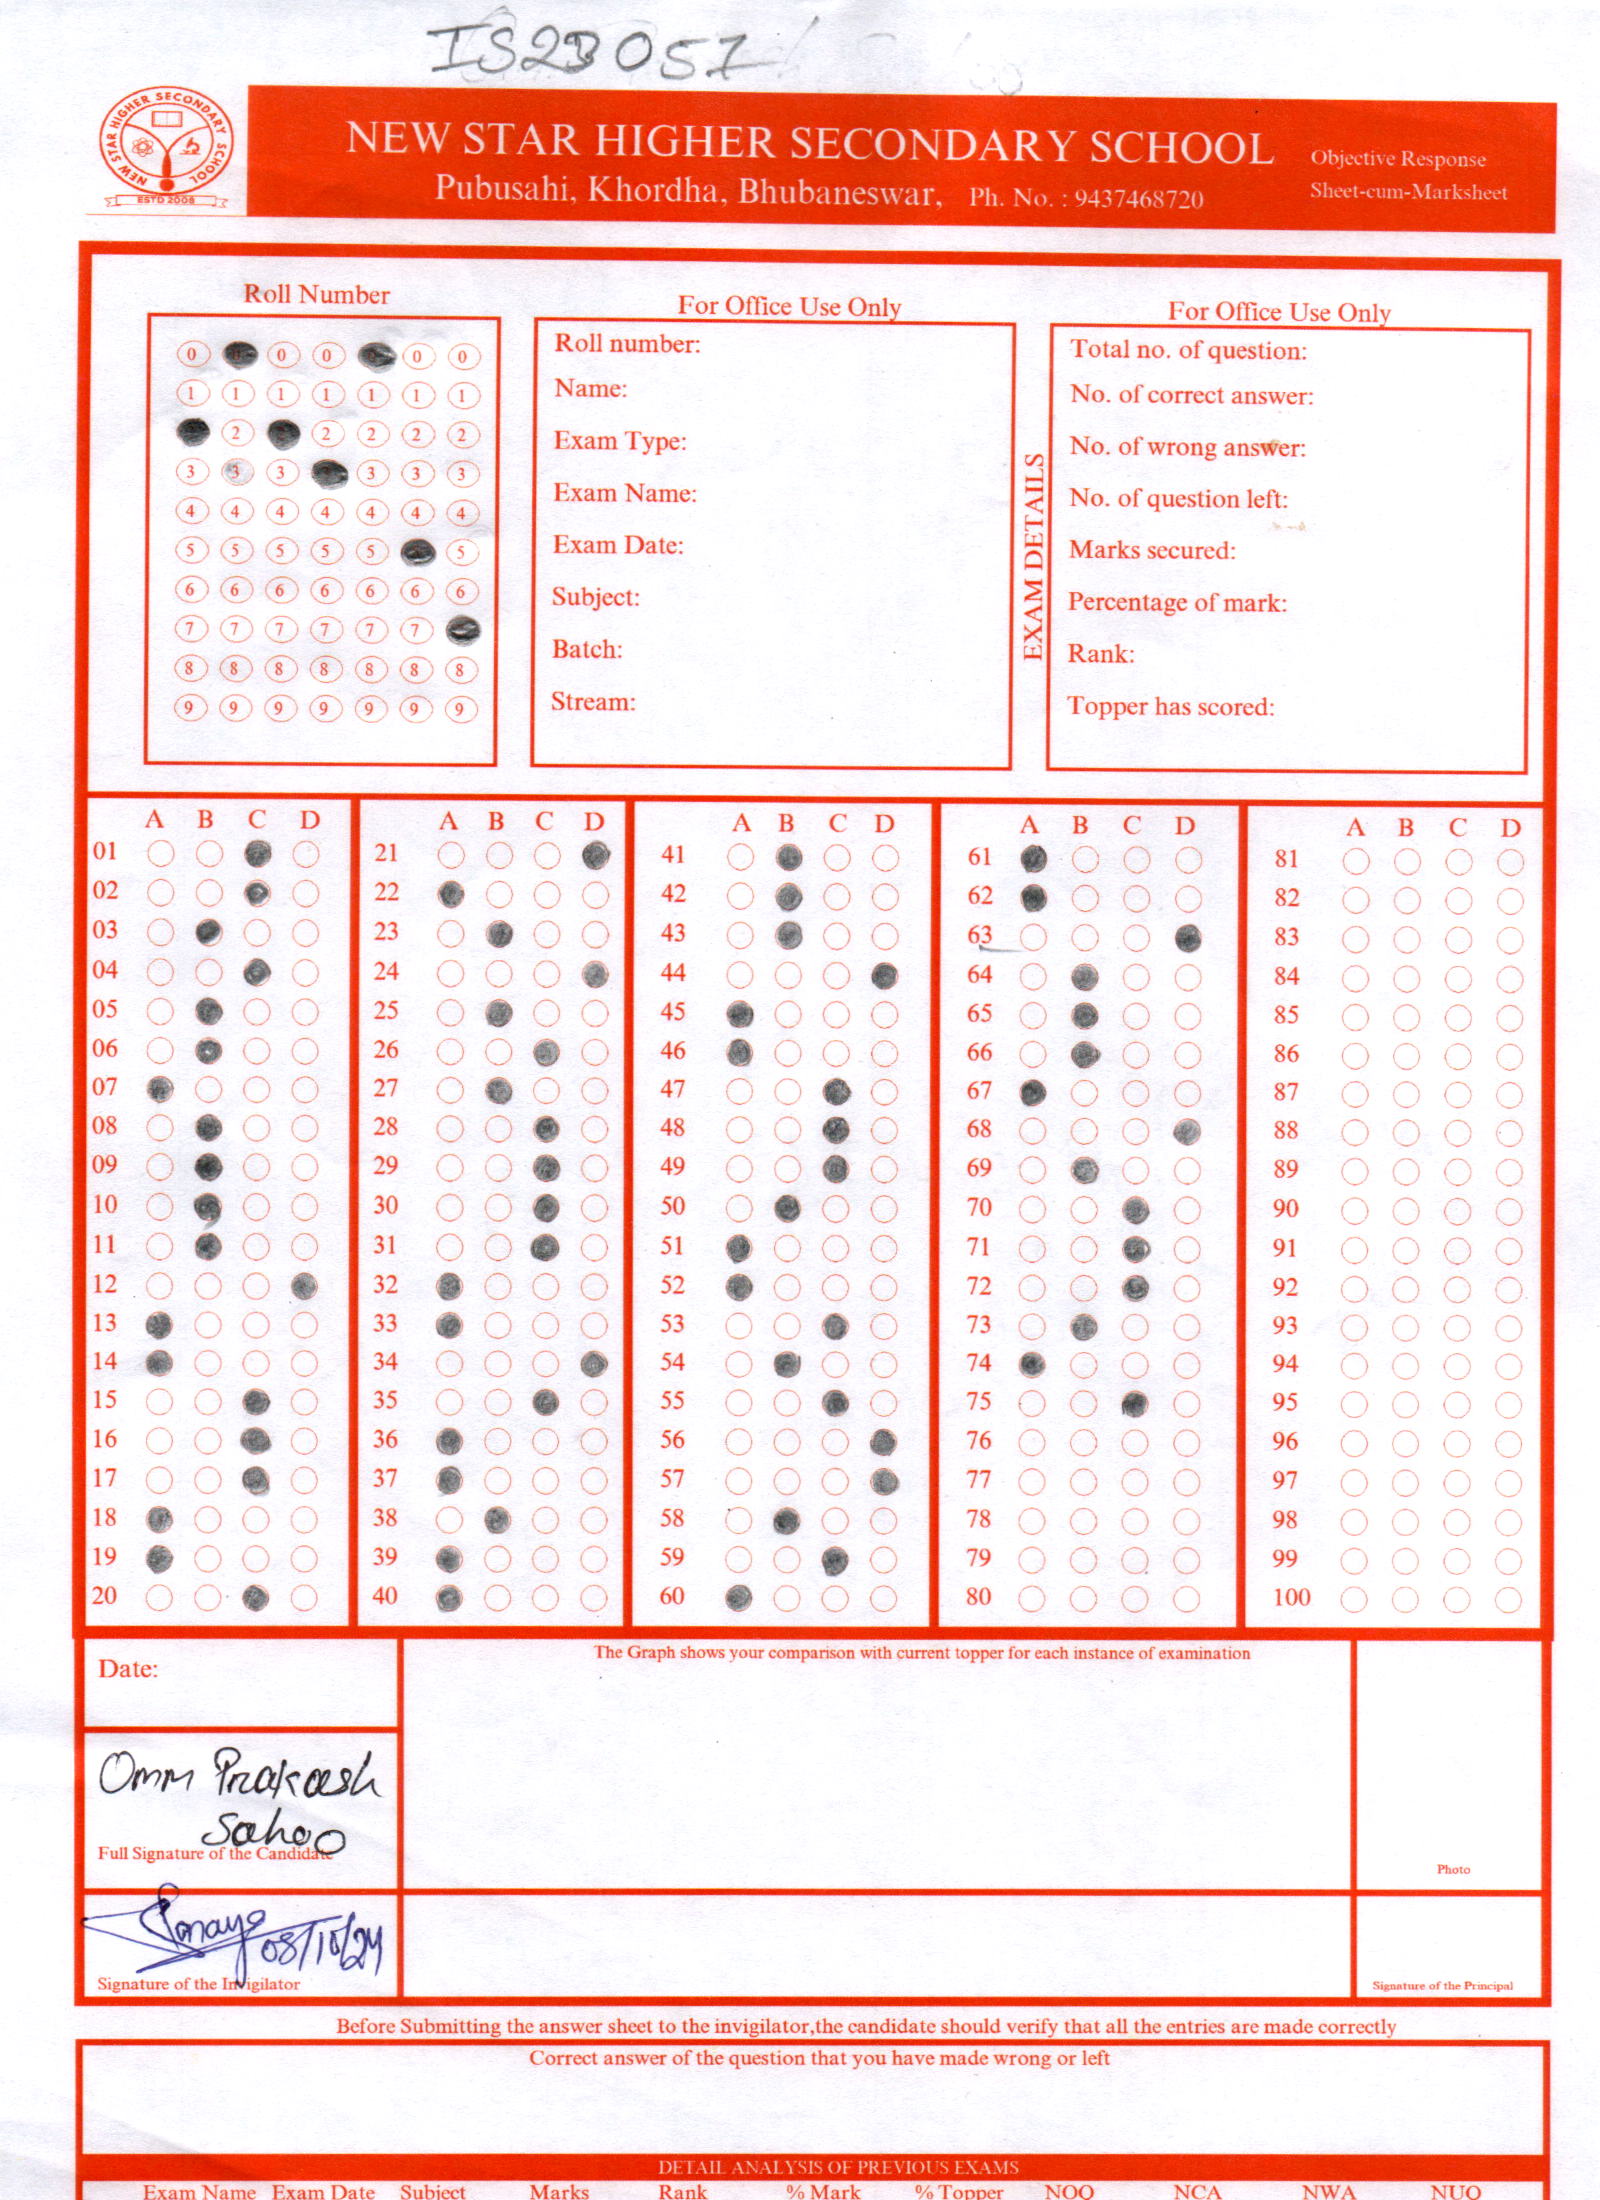 IS23051
NEW STAR HIGHER SECONDARY SCHOOL
ESTD 2008
NEW STAR HIGHER SECONDARY SCHOOL
Pubusahi, Khordha, Bhubaneswar, Ph. No. : 9437468720
Objective Response
Sheet-cum-Marksheet
Roll Number
0 0 0 0 0
1 1 1 1 1 1 1
2 2 2 2 2
3 3 3 3 3 3
4 4 4 4 4 4 4
5 5 5 5 5 5
6 6 6 6 6 6 6
7 7 7 7 7 7
8 8 8 8 8 8 8
9 9 9 9 9 9 9
For Office Use Only
Roll number:
Name:
Exam Type:
Exam Name:
Exam Date:
Subject:
Batch:
Stream:
EXAM DETAILS
For Office Use Only
Total no. of question:
No. of correct answer:
No. of wrong answer:
No. of question left:
Marks secured:
Percentage of mark:
Rank:
Topper has scored:
A B C D
01
02
03
04
05
06
07
08
09
10
11
12
13
14
15
16
17
18
19
20
A B C D
21
22
23
24
25
26
27
28
29
30
31
32
33
34
35
36
37
38
39
40
A B C D
41
42
43
44
45
46
47
48
49
50
51
52
53
54
55
56
57
58
59
60
A B C D
61
62
63
64
65
66
67
68
69
70
71
72
73
74
75
76
77
78
79
80
A B C D
81
82
83
84
85
86
87
88
89
90
91
92
93
94
95
96
97
98
99
100
Date:
The Graph shows your comparison with current topper for each instance of examination
Omm Prakash
Sahoo
Full Signature of the Candidate
Photo
08/10/24
Signature of the Invigilator
Signature of the Principal
Before Submitting the answer sheet to the invigilator,the candidate should verify that all the entries are made correctly
Correct answer of the question that you have made wrong or left
DETAIL ANALYSIS OF PREVIOUS EXAMS
Exam Name Exam Date Subject Marks Rank % Mark % Topper NOQ NCA NWA NUQ